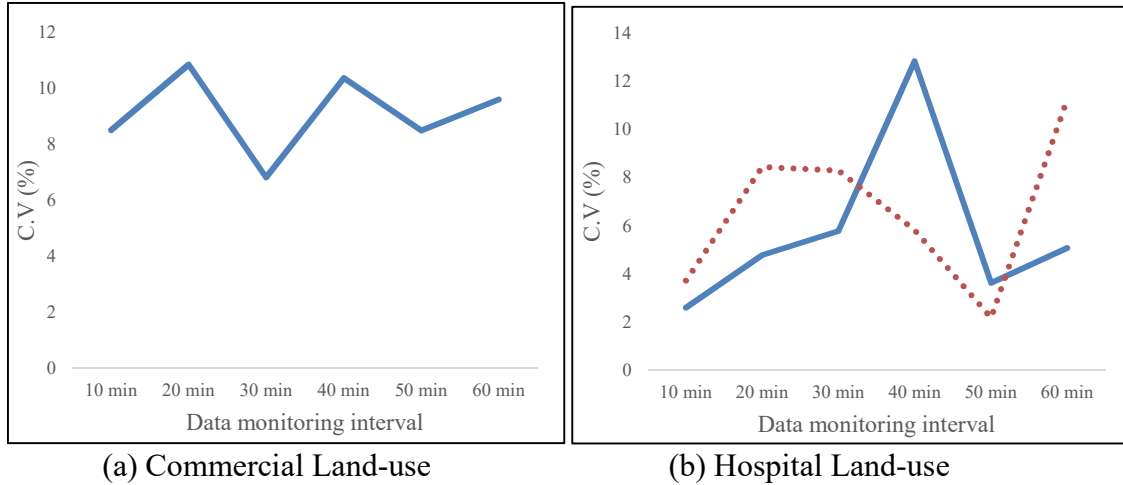 12
10
8
6
4
2
0
C.V (%)
10 min 20 min 30 min 40 min 50 min 60 min
Data monitoring interval
(a) Commercial Land-use
14
12
10
8
6
4
2
0
C.V (%)
10 min 20 min 30 min 40 min 50 min 60 min
Data monitoring interval
(b) Hospital Land-use